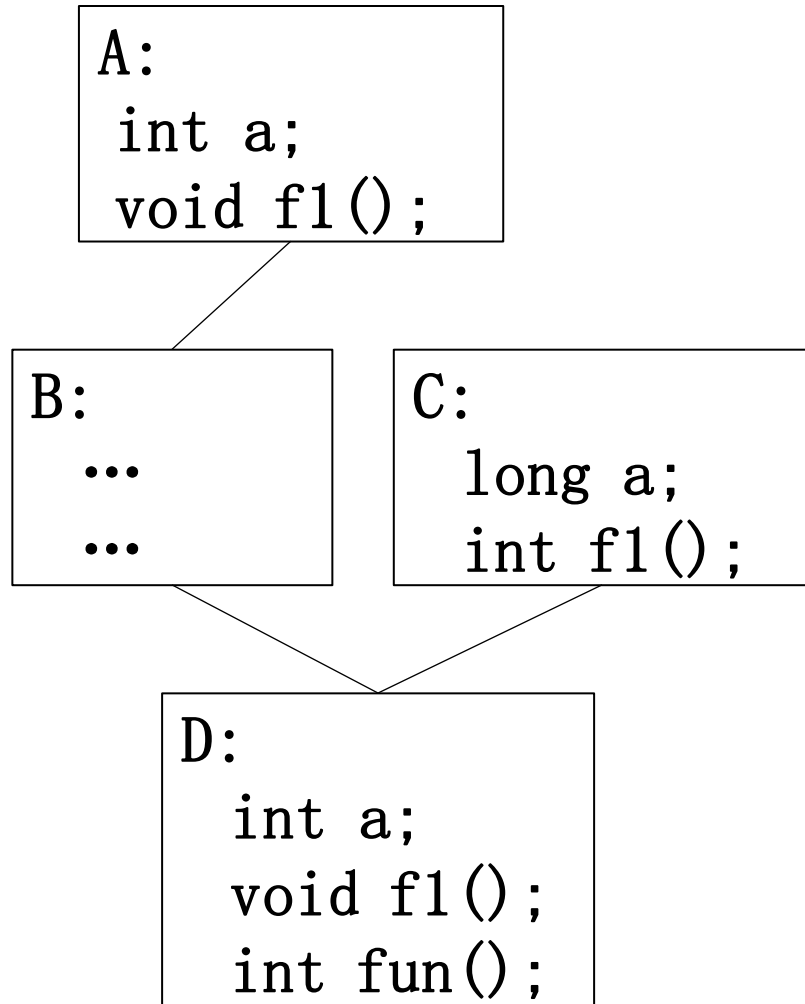 A:
int a;
void f1();
B:
…
…
C:
long a;
int f1();
D:
int a;
void f1();
int fun();